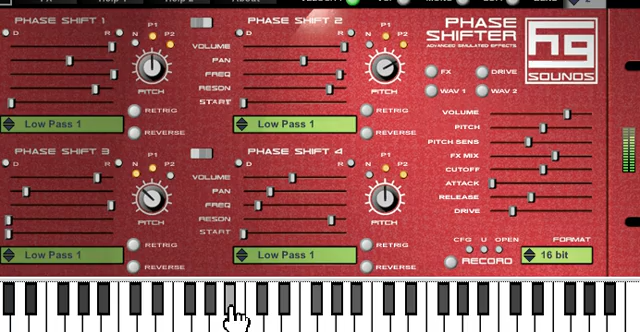 PHASE SHIFT 1
D
R
N
P1
P2
PITCH
RETRIG
REVERSE
Low Pass 1
PHASE SHIFT 2
D
R
N
P1
P2
VOLUME
PAN
FREQ
RESON
START
PITCH
RETRIG
REVERSE
Low Pass 1
PHASE SHIFT 3
D
R
N
P1
P2
PITCH
RETRIG
REVERSE
Low Pass 1
PHASE SHIFT 4
D
R
N
P1
P2
VOLUME
PAN
FREQ
RESON
START
PITCH
RETRIG
REVERSE
Low Pass 1
PHASE
SHIFTER
ADVANCED SIMULATED EFFECTS
hg
SOUNDS
FX
DRIVE
WAV 1
WAV 2
VOLUME
PITCH
PITCH SENS
FX MIX
CUTOFF
ATTACK
RELEASE
DRIVE
CFG U OPEN
RECORD
FORMAT
16 bit